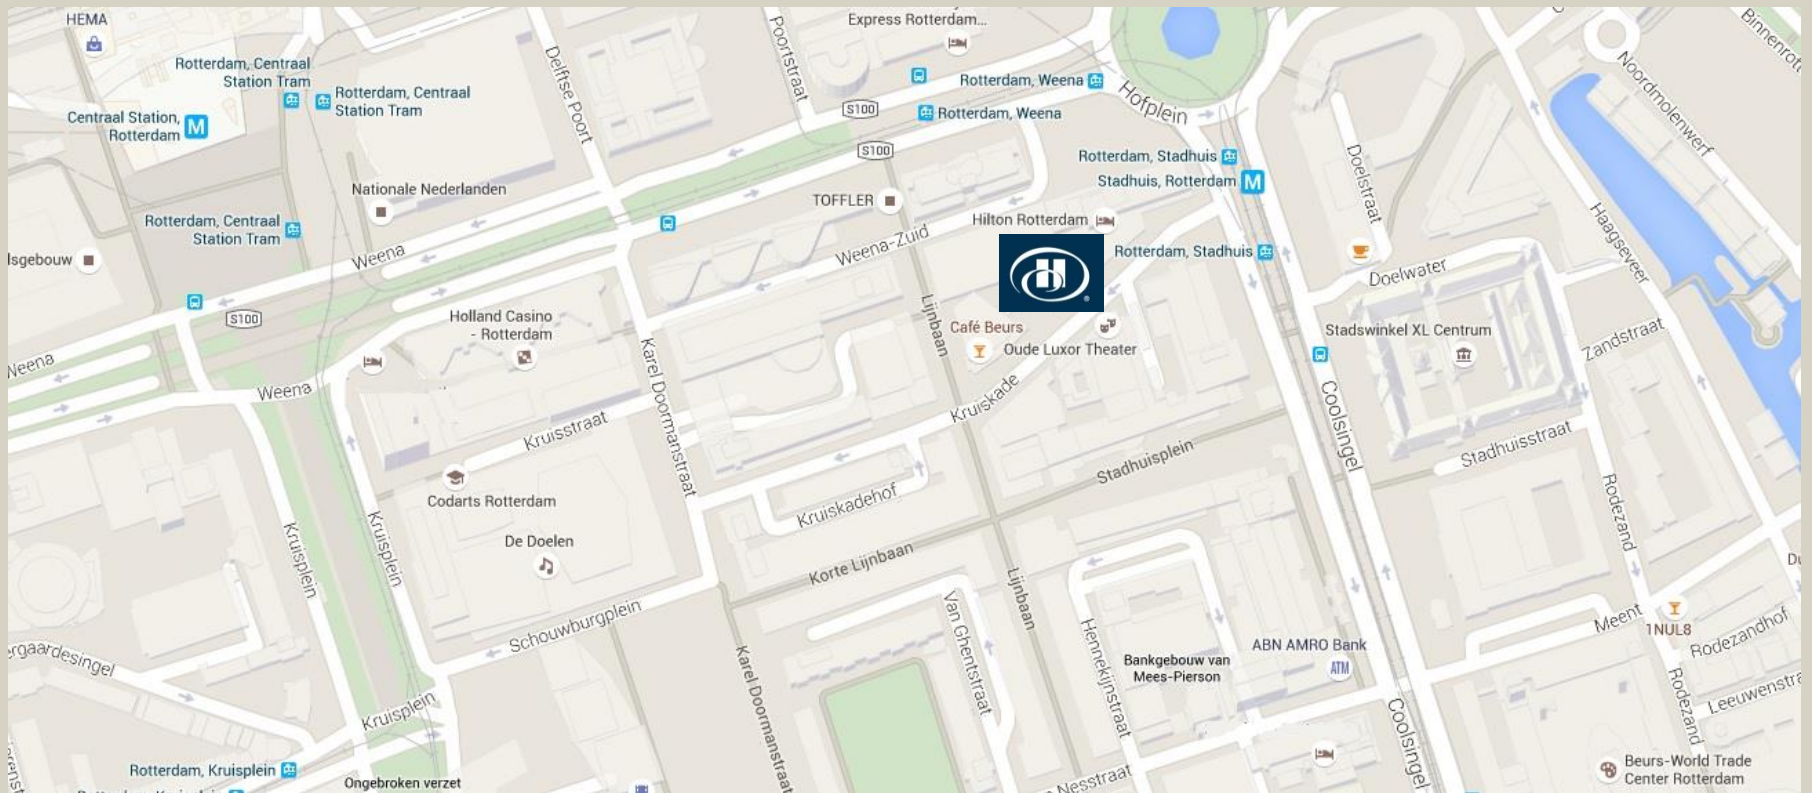 HEMA
Express Rotterdam...
Rotterdam, Centraal
Station Tram
Rotterdam, Centraal
Station Tram
Centraal Station,
Rotterdam
M
Delftse Poort
Poortstraat
S100
Rotterdam, Weena
Rotterdam, Weena
Hofplein
Noordmolenwerf
S100
Rotterdam, Stadhuis
Stadhuis, Rotterdam
M
Doelstraat
Nationale Nederlanden
TOFFLER
Hilton Rotterdam
Rotterdam, Centraal
Station Tram
Haagseveer
Weena
Weena-Zuid
Rotterdam, Stadhuis
Doelwater
H
S100
Holland Casino
- Rotterdam
Lijnbaan
Café Beurs
Oude Luxor Theater
Stadswinkel XL Centrum
Zandstraat
Weena
Weena
Karel Doormanstraat
Kruiskade
Coolsingel
Kruisstraat
Stadhuisplein
Stadhuisstraat
Codarts Rotterdam
Kruiskadehof
Rodezand
Kruisplein
Kruisplein
De Doelen
Korte Lijnbaan
Lijnbaan
Schouwburgplein
Van Ghentstraat
Hennekijnstraat
Meent
1NUL8
Rodezandhof
Karel Doormanstraat
Bankgebouw van
Mees-Pierson
ABN AMRO Bank
ATM
Rodezand
Kruisplein
Coolsingel
Rotterdam, Kruisplein
Ongebroken verzet
Beurs-World Trade
Center Rotterdam